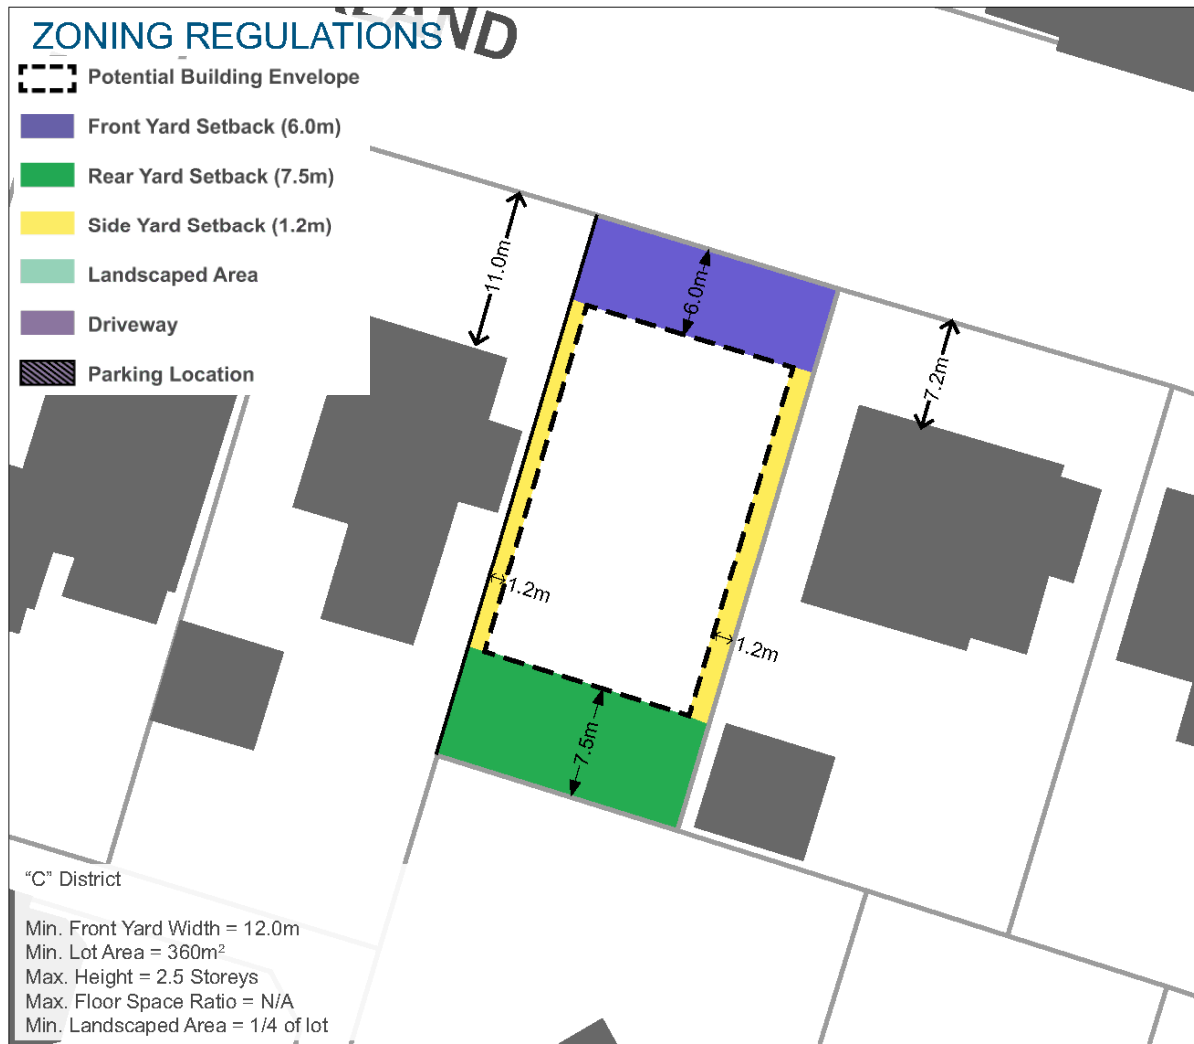 ZONING REGULATIONS
Potential Building Envelope
Front Yard Setback (6.0m)
Rear Yard Setback (7.5m)
Side Yard Setback (1.2m)
Landscaped Area
Driveway
Parking Location
11.0m
6.0m
7.2m
1.2m
1.2m
7.5m
“C” District
Min. Front Yard Width = 12.0m
Min. Lot Area = 360m²
Max. Height = 2.5 Storeys
Max. Floor Space Ratio = N/A
Min. Landscaped Area = 1/4 of lot